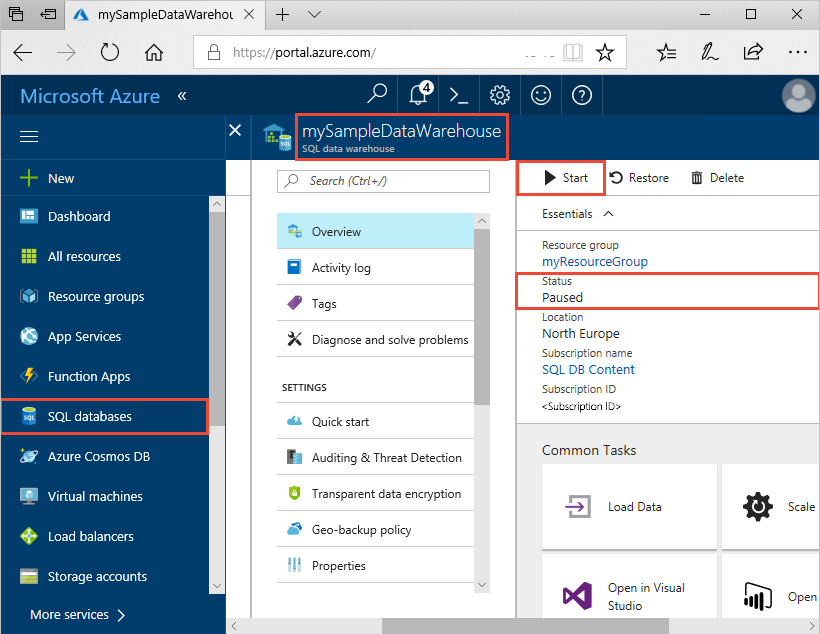 mySampleDataWarehou
https://portal.azure.com/
Microsoft Azure «
4
mySampleDataWarehouse
SQL data warehouse
New
Dashboard
All resources
Resource groups
App Services
Function Apps
SQL
SQL databases
Azure Cosmos DB
Virtual machines
Load balancers
Storage accounts
More services
Search (Ctrl+/)
Overview
Activity log
Tags
Diagnose and solve problems
SETTINGS
Quick start
Auditing & Threat Detection
Transparent data encryption
Geo-backup policy
Properties
Start
Restore
Delete
Essentials
Resource group
myResourceGroup
Status
Paused
Location
North Europe
Subscription name
SQL DB Content
Subscription ID
<Subscription ID>
Common Tasks
Load Data
Scale
Open in Visual
Studio
Open